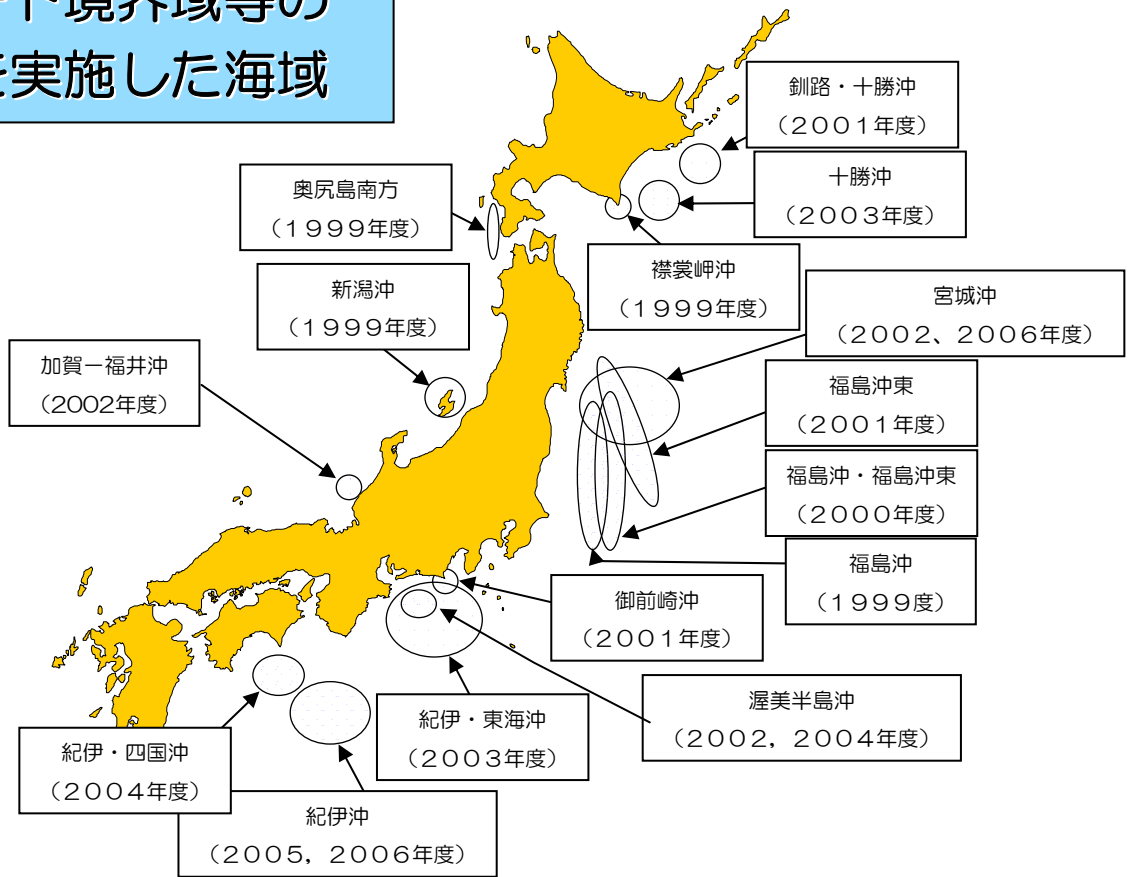 ート境界域等の
を実施した海域
釧路・十勝沖
（２００１年度）
十勝沖
（２００３年度）
奥尻島南方
（１９９９年度）
襟裳岬沖
（１９９９年度）
新潟沖
（１９９９年度）
宮城沖
（２００２、２００６年度）
加賀ー福井沖
（2002年度）
福島沖東
（２００１年度）
福島沖・福島沖東
（２０００年度）
福島沖
（１９９９度）
御前崎沖
（２００１年度）
渥美半島沖
（２００２，２００４年度）
紀伊・東海沖
（２００３年度）
紀伊・四国沖
（２００４年度）
紀伊沖
（２００５，２００６年度）